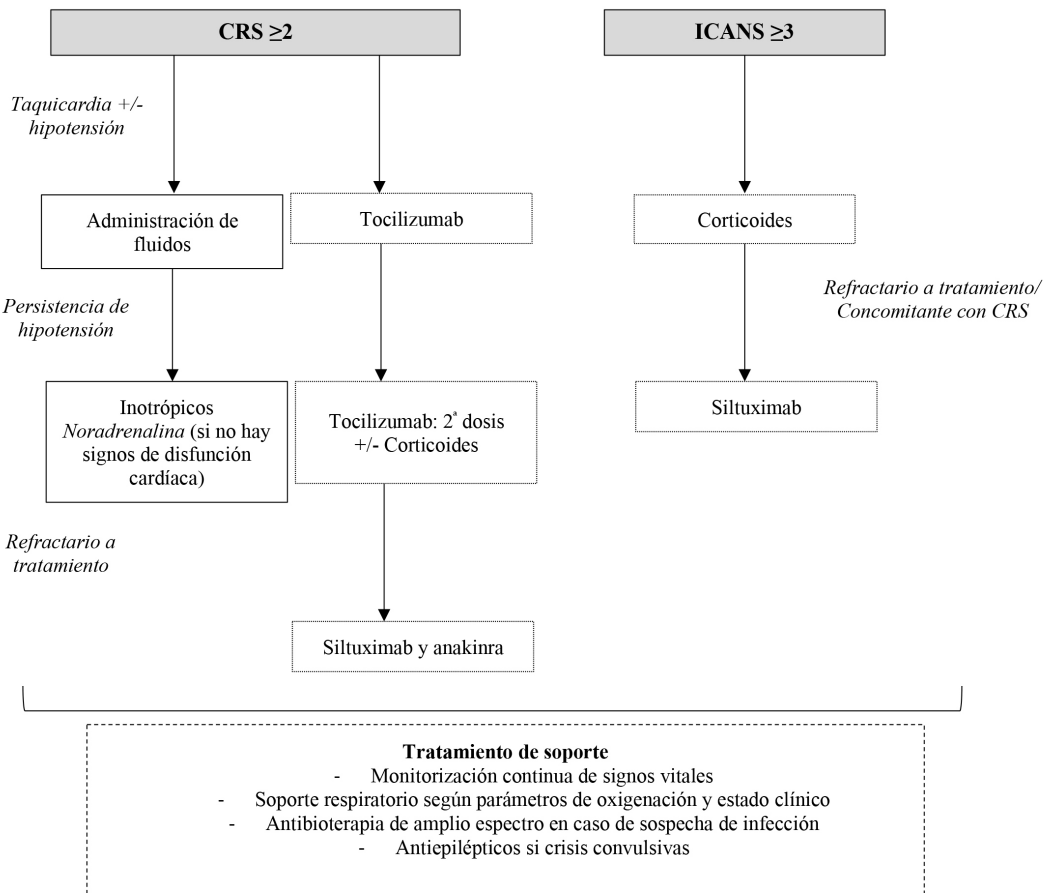 CRS ≥2
ICANS ≥3
Taquicardia +/-
hipotensión
Administración de
fluidos
Tocilizumab
Corticoides
Persistencia de
hipotensión
Refractario a tratamiento/
Concomitante con CRS
Inotrópicos
Noradrenalina (si no hay
signos de disfunción
cardíaca)
Tocilizumab: 2ª dosis
+/- Corticoides
Siltuximab
Refractario a
tratamiento
Siltuximab y anakinra
Tratamiento de soporte
- Monitorización continua de signos vitales
- Soporte respiratorio según parámetros de oxigenación y estado clínico
- Antibioterapia de amplio espectro en caso de sospecha de infección
- Antiepilépticos si crisis convulsivas